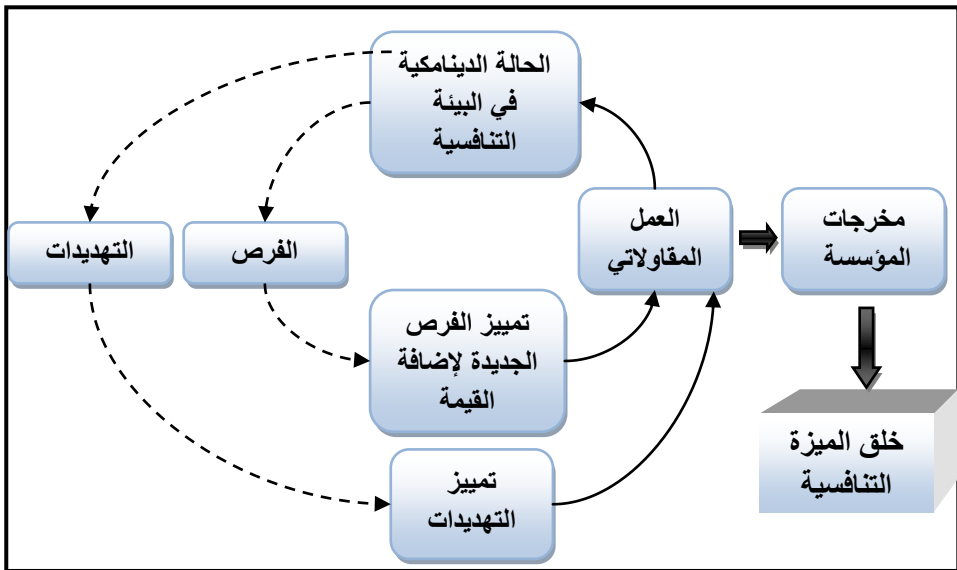 الحالة الدينامكية
في البيئة
التنافسية
العمل
المقاولاتي
مخرجات
المؤسسة
الفرص
التهديدات
تمييز الفرص
الجديدة لإضافة
القيمة
خلق الميزة
التنافسية
تمييز
التهديدات